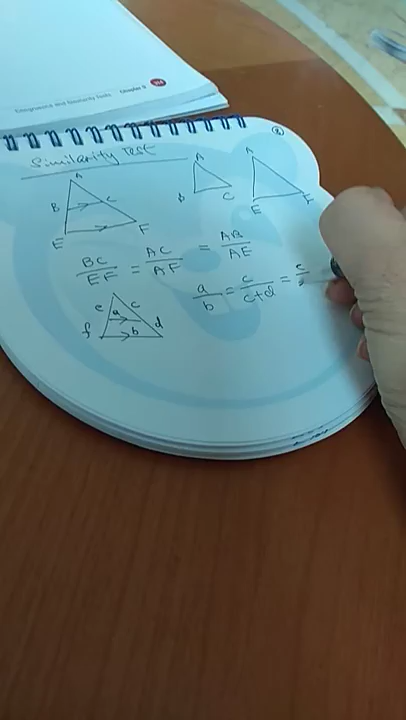 Congruence and Similarity Tests Chapter 9
Similarity Test
A
B C
E F
A
B C
A
E F
BC/EF = AC/AF = AB/AE
e c
a
f b d
a/b = c/c+d = e/